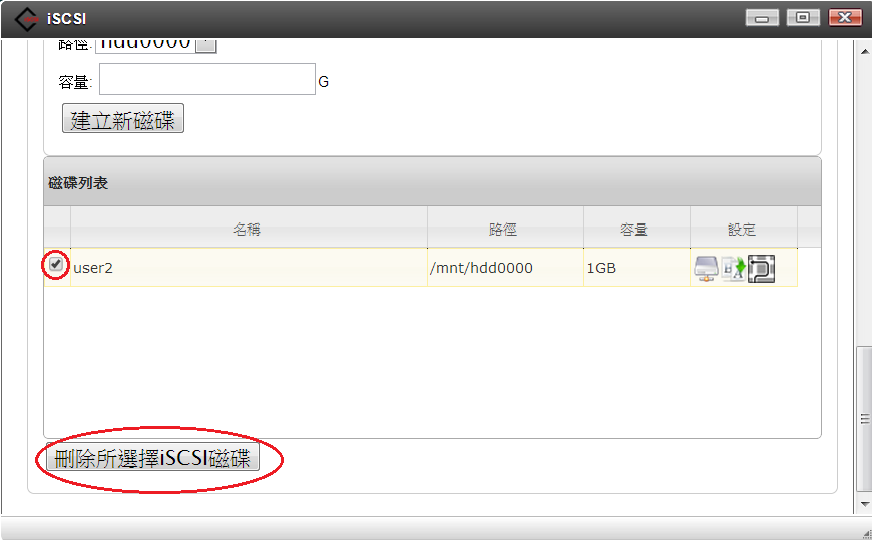 iSCSI
路徑: hdd0000
容量: G
建立新磁碟
磁碟列表
名稱 路徑 容量 設定
user2 /mnt/hdd0000 1GB
刪除所選擇iSCSI磁碟